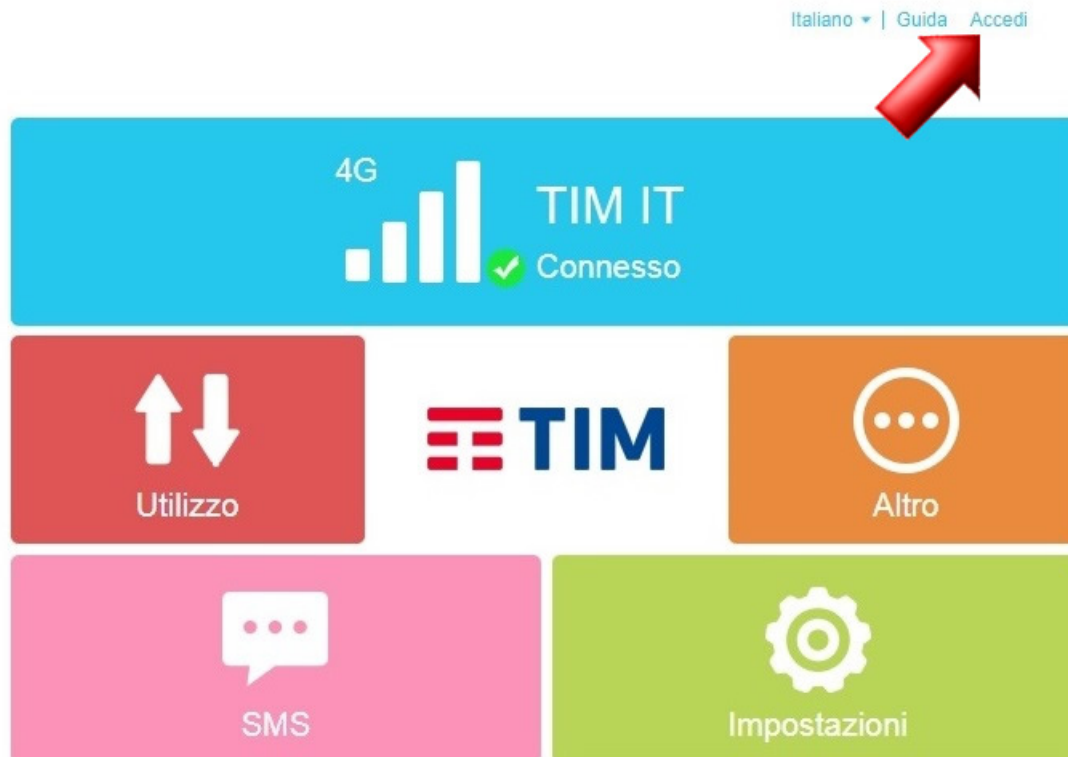 Italiano | Guida Accedi
4G
TIM IT
Connesso
Utilizzo
TIM
Altro
SMS
Impostazioni